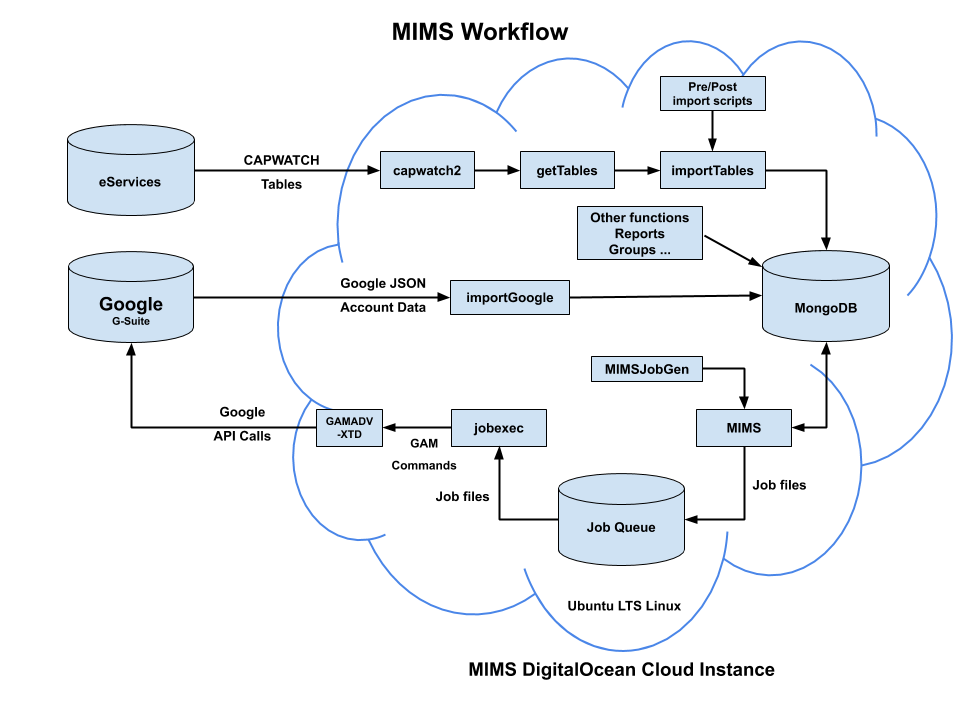 MIMS Workflow
Pre/Post
import scripts
CAPWATCH
Tables
eServices
capwatch2
getTables
importTables
Other functions
Reports
Groups ...
Google
G-Suite
Google JSON
Account Data
importGoogle
MongoDB
MIMSJobGen
Google
API Calls
GAMADV
-XTD
GAM
Commands
jobexec
MIMS
Job files
Job files
Job Queue
Ubuntu LTS Linux
MIMS DigitalOcean Cloud Instance